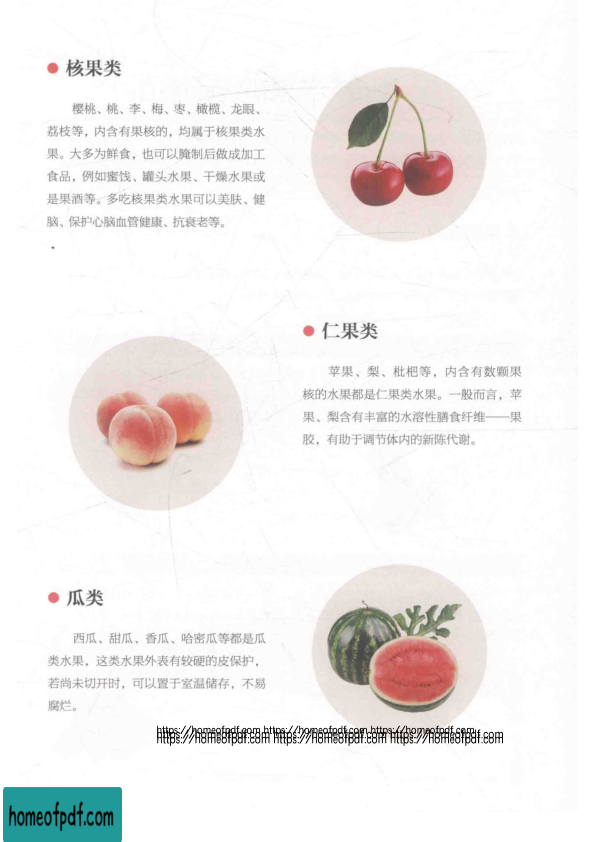 核果类
樱桃、桃、李、梅、枣、橄榄、龙眼、
荔枝等，内含有果核的，均属于核果类水
果。大多为鲜食，也可以腌制后做成加工
食品，例如蜜饯、罐头水果、干燥水果或
是果酒等。多吃核果类水果可以美肤、健
脑、保护心脑血管健康、抗衰老等。
仁果类
苹果、梨、枇杷等，内含有数颗果
核的水果都是仁果类水果。一般而言，苹
果、梨含有丰富的水溶性膳食纤维——果
胶，有助于调节体内的新陈代谢。
瓜类
西瓜、甜瓜、香瓜、哈密瓜等都是瓜
类水果，这类水果外表有较硬的皮保护，
若尚未切开时，可以置于室温储存，不易
腐烂。
https://homeofpdf.com https://homeofpdf.com https://homeofpdf.com
https://homeofpdf.com https://homeofpdf.com https://homeofpdf.com
homeofpdf.com